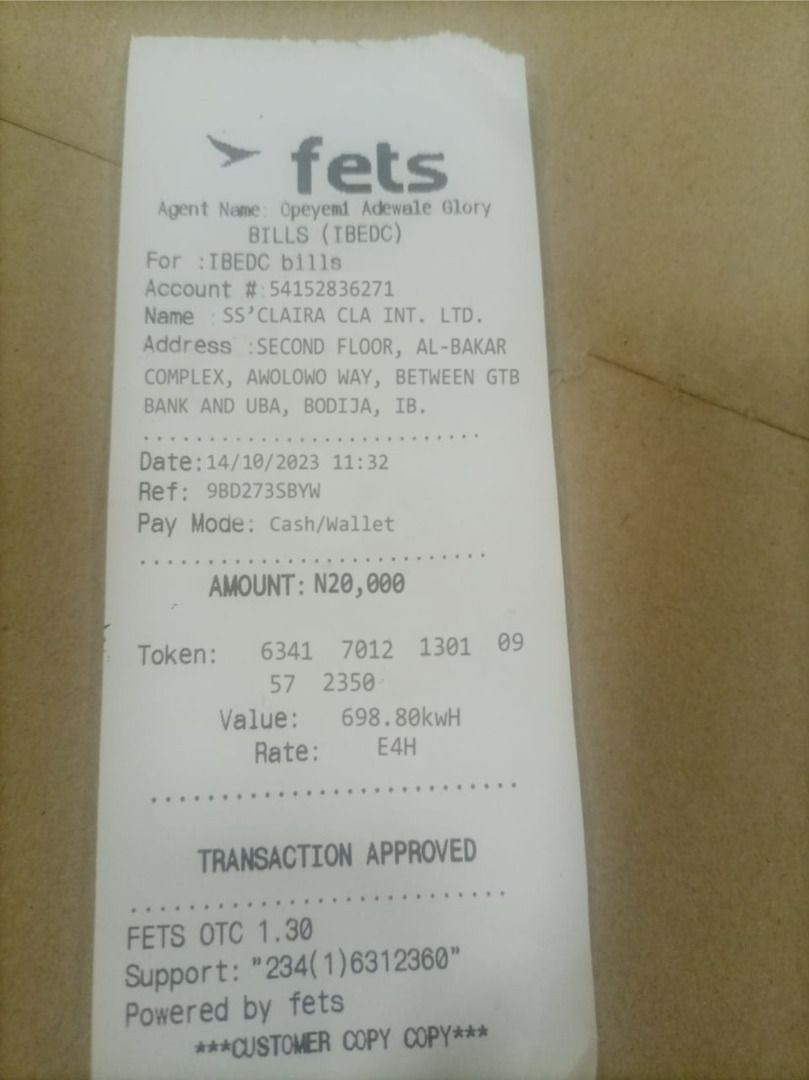 fets
Agent Name: Opeyemi Adewale Glory
BILLS (IBEDC)
For :IBEDC bills
Account #:54152836271
Name : SS'CLAIRA CLA INT. LTD.
Address :SECOND FLOOR, AL-BAKAR
COMPLEX, AWOLOWO WAY, BETWEEN GTB
BANK AND UBA, BODIJA, IB.
............................
Date:14/10/2023 11:32
Ref: 9BD273SBYW
Pay Mode: Cash/Wallet
............................
AMOUNT: N20,000
Token: 6341 7012 1301 09
57 2350
Value: 698.80kwH
Rate: E4H
............................
TRANSACTION APPROVED
............................
FETS OTC 1.30
Support: "234(1)6312360"
Powered by fets
***CUSTOMER COPY COPY***